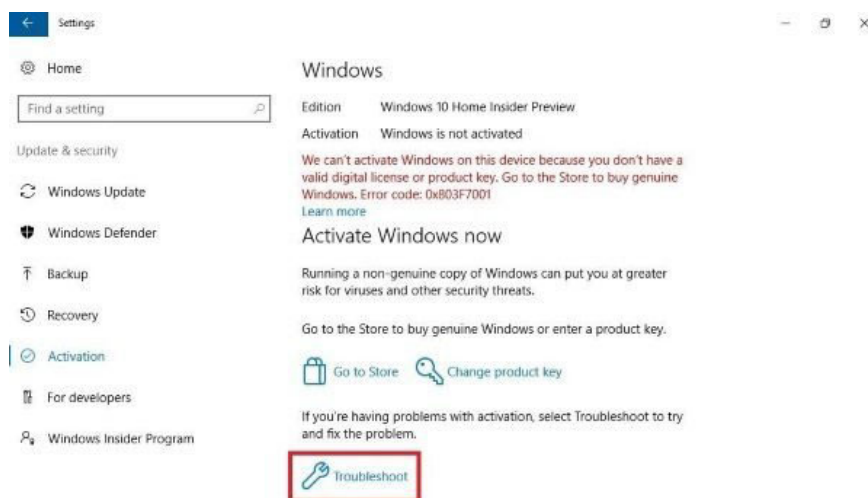 Settings
Home
Find a setting
Update & security
Windows Update
Windows Defender
Backup
Recovery
Activation
For developers
Windows Insider Program
Windows
Edition Windows 10 Home Insider Preview
Activation Windows is not activated
We can't activate Windows on this device because you don't have a
valid digital license or product key. Go to the Store to buy genuine
Windows. Error code: 0x803F7001
Learn more
Activate Windows now
Running a non-genuine copy of Windows can put you at greater
risk for viruses and other security threats.
Go to the Store to buy genuine Windows or enter a product key.
Go to Store Change product key
If you're having problems with activation, select Troubleshoot to try
and fix the problem.
Troubleshoot